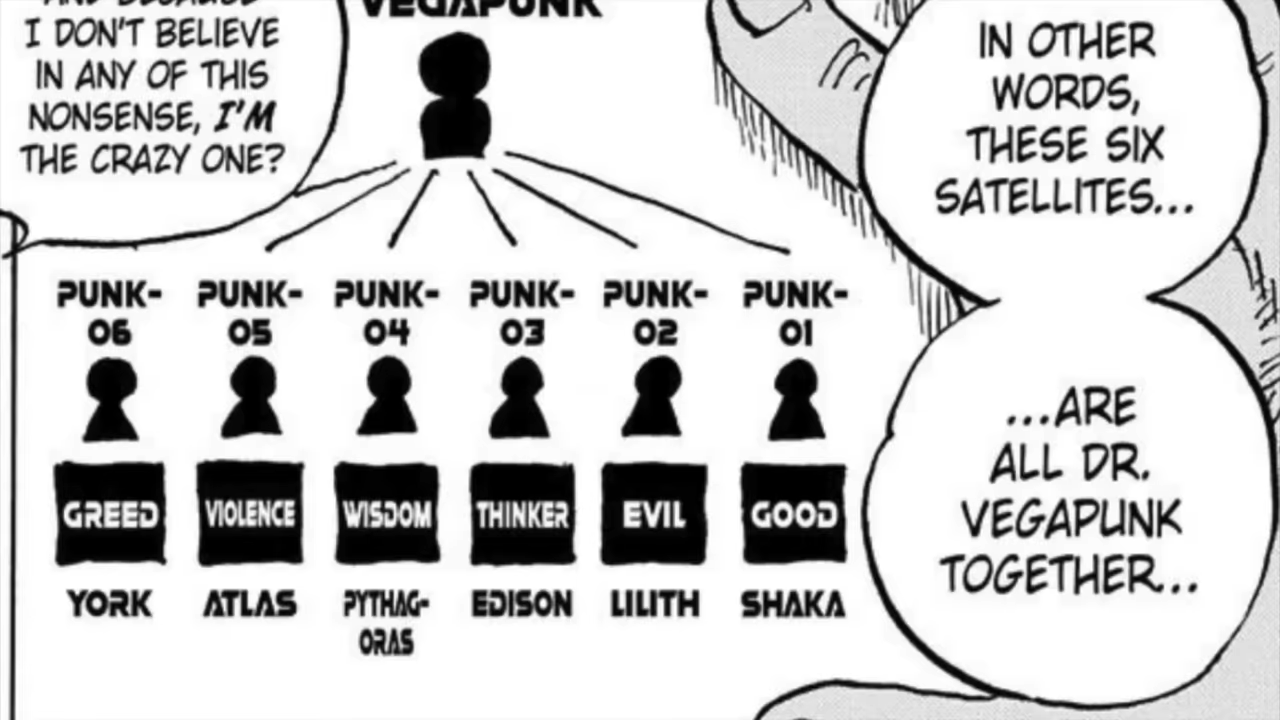 I DON'T BELIEVE
IN ANY OF THIS
NONSENSE, I'M
THE CRAZY ONE?
VEGAPUNK
IN OTHER
WORDS,
THESE SIX
SATELLITES...
...ARE
ALL DR.
VEGAPUNK
TOGETHER...
PUNK-
06
GREED
YORK
PUNK-
05
VIOLENCE
ATLAS
PUNK-
04
WISDOM
PYTHAG-
ORAS
PUNK-
03
THINKER
EDISON
PUNK-
02
EVIL
LILITH
PUNK-
01
GOOD
SHAKA